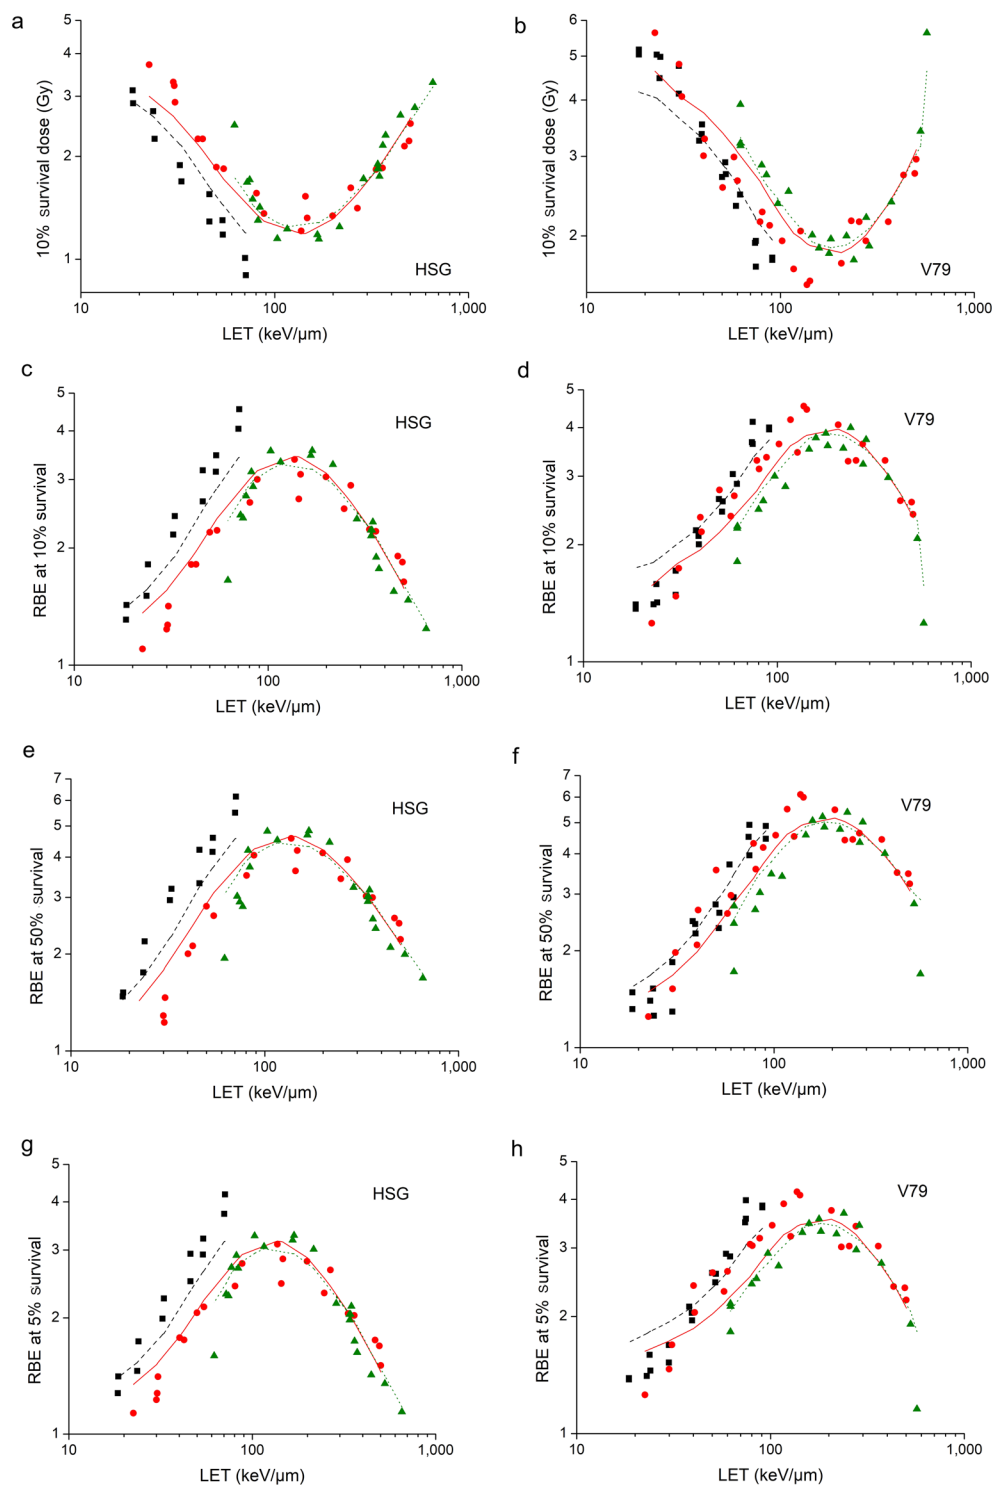 a
5
4
3
2
1
10% survival dose (Gy)
HSG
10
100
1,000
LET (keV/µm)
b
6
5
4
3
2
10% survival dose (Gy)
V79
10
100
1,000
LET (keV/µm)
c
5
4
3
2
1
RBE at 10% survival
HSG
10
100
1,000
LET (keV/µm)
d
5
4
3
2
1
RBE at 10% survival
V79
10
100
1,000
LET (keV/µm)
e
7
6
5
4
3
2
1
RBE at 50% survival
HSG
10
100
1,000
LET (keV/µm)
f
7
6
5
4
3
2
1
RBE at 50% survival
V79
10
100
1,000
LET (keV/µm)
g
5
4
3
2
1
RBE at 5% survival
HSG
10
100
1,000
LET (keV/µm)
h
5
4
3
2
1
RBE at 5% survival
V79
10
100
1,000
LET (keV/µm)